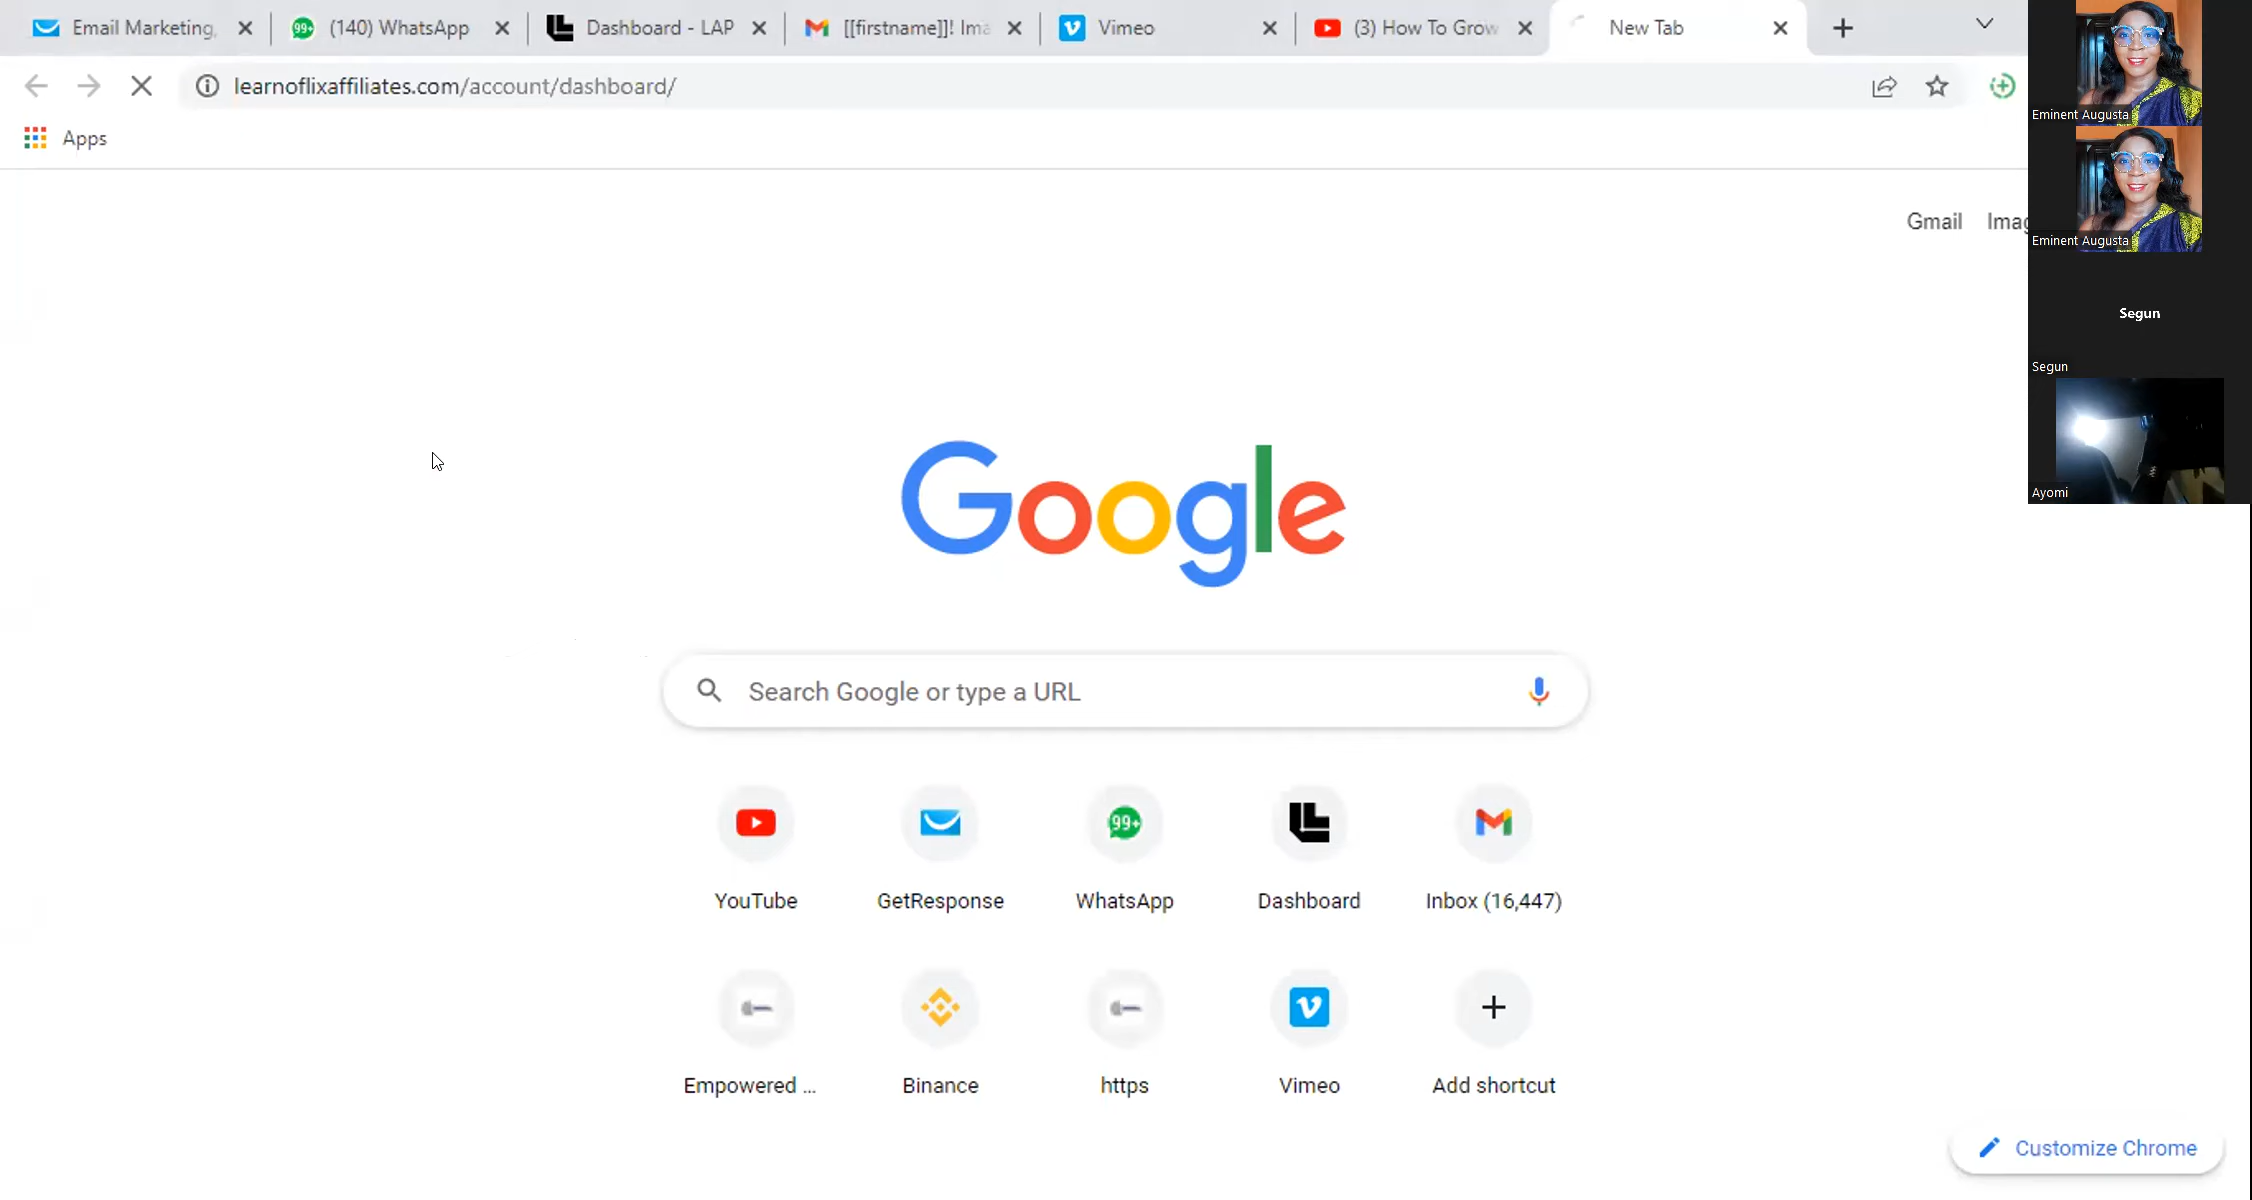 Email Marketing,
(140) WhatsApp
Dashboard - LAP
[[firstname]]! Ima
Vimeo
(3) How To Grow
New Tab
learnoflixaffiliates.com/account/dashboard/
Apps
Gmail Imag
Eminent Augusta
Eminent Augusta
Segun
Segun
Ayomi
Google
Search Google or type a URL
99+
YouTube
GetResponse
WhatsApp
Dashboard
Inbox (16,447)
Empowered ...
Binance
https
Vimeo
Add shortcut
Customize Chrome